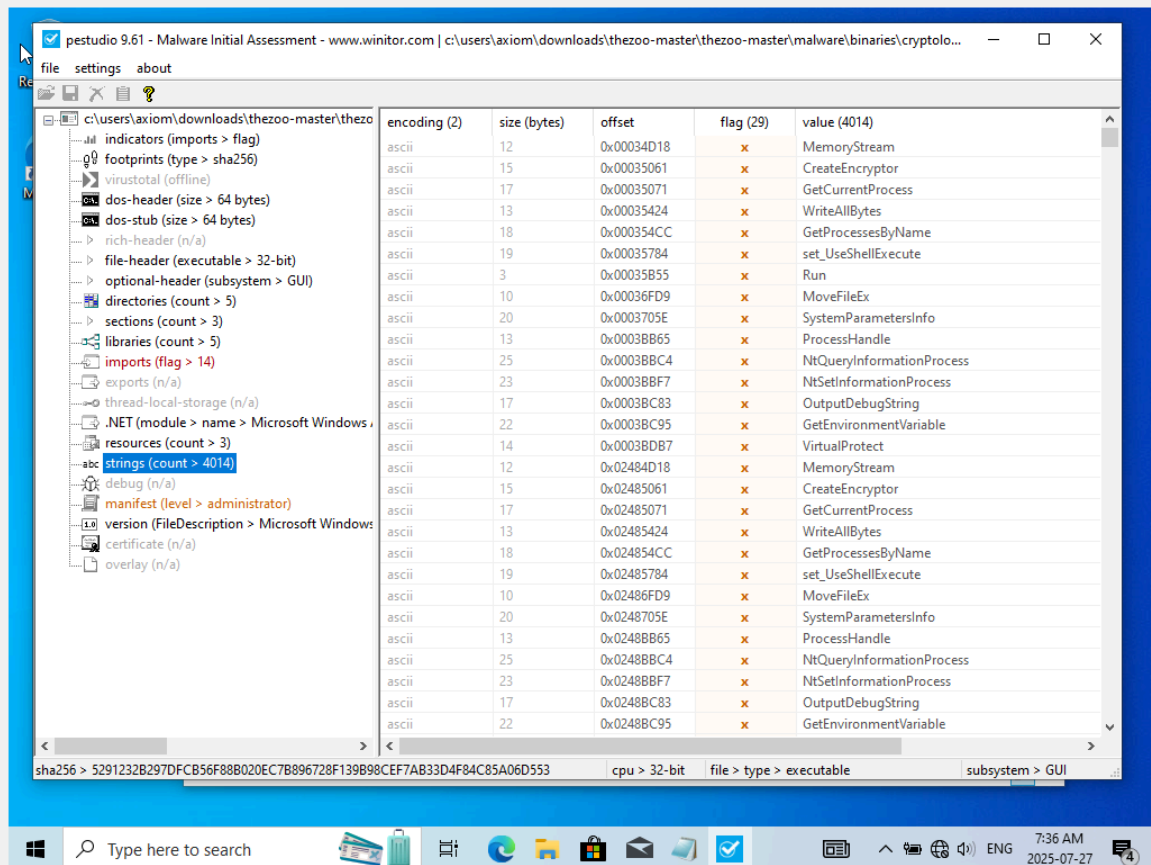 pestudio 9.61 - Malware Initial Assessment - www.winitor.com | c:\users\axiom\downloads\thezoo-master\thezoo-master\malware\binaries\cryptolo...
file settings about
c:\users\axiom\downloads\thezoo-master\thezo
indicators (imports > flag)
footprints (type > sha256)
virustotal (offline)
dos-header (size > 64 bytes)
dos-stub (size > 64 bytes)
rich-header (n/a)
file-header (executable > 32-bit)
optional-header (subsystem > GUI)
directories (count > 5)
sections (count > 3)
libraries (count > 5)
imports (flag > 14)
exports (n/a)
thread-local-storage (n/a)
.NET (module > name > Microsoft Windows
resources (count > 3)
abc strings (count > 4014)
debug (n/a)
manifest (level > administrator)
1.0 version (FileDescription > Microsoft Windows
certificate (n/a)
overlay (n/a)
encoding (2) size (bytes) offset flag (29) value (4014)
ascii 12 0x00034D18 x MemoryStream
ascii 15 0x00035061 x CreateEncryptor
ascii 17 0x00035071 x GetCurrentProcess
ascii 13 0x00035424 x WriteAllBytes
ascii 18 0x000354CC x GetProcessesByName
ascii 19 0x00035784 x set_UseShellExecute
ascii 3 0x00035B55 x Run
ascii 10 0x00036FD9 x MoveFileEx
ascii 20 0x0003705E x SystemParametersInfo
ascii 13 0x0003BB65 x ProcessHandle
ascii 25 0x0003BBC4 x NtQueryInformationProcess
ascii 23 0x0003BBF7 x NtSetInformationProcess
ascii 17 0x0003BC83 x OutputDebugString
ascii 22 0x0003BC95 x GetEnvironmentVariable
ascii 14 0x0003BDB7 x VirtualProtect
ascii 12 0x02484D18 x MemoryStream
ascii 15 0x02485061 x CreateEncryptor
ascii 17 0x02485071 x GetCurrentProcess
ascii 13 0x02485424 x WriteAllBytes
ascii 18 0x024854CC x GetProcessesByName
ascii 19 0x02485784 x set_UseShellExecute
ascii 10 0x02486FD9 x MoveFileEx
ascii 20 0x0248705E x SystemParametersInfo
ascii 13 0x0248BB65 x ProcessHandle
ascii 25 0x0248BBC4 x NtQueryInformationProcess
ascii 23 0x0248BBF7 x NtSetInformationProcess
ascii 17 0x0248BC83 x OutputDebugString
ascii 22 0x0248BC95 x GetEnvironmentVariable
sha256 > 5291232B297DFCB56F88B020EC7B896728F139B98CEF7AB33D4F84C85A06D553 cpu > 32-bit file > type > executable subsystem > GUI
Type here to search
ENG
7:36 AM
2025-07-27
4